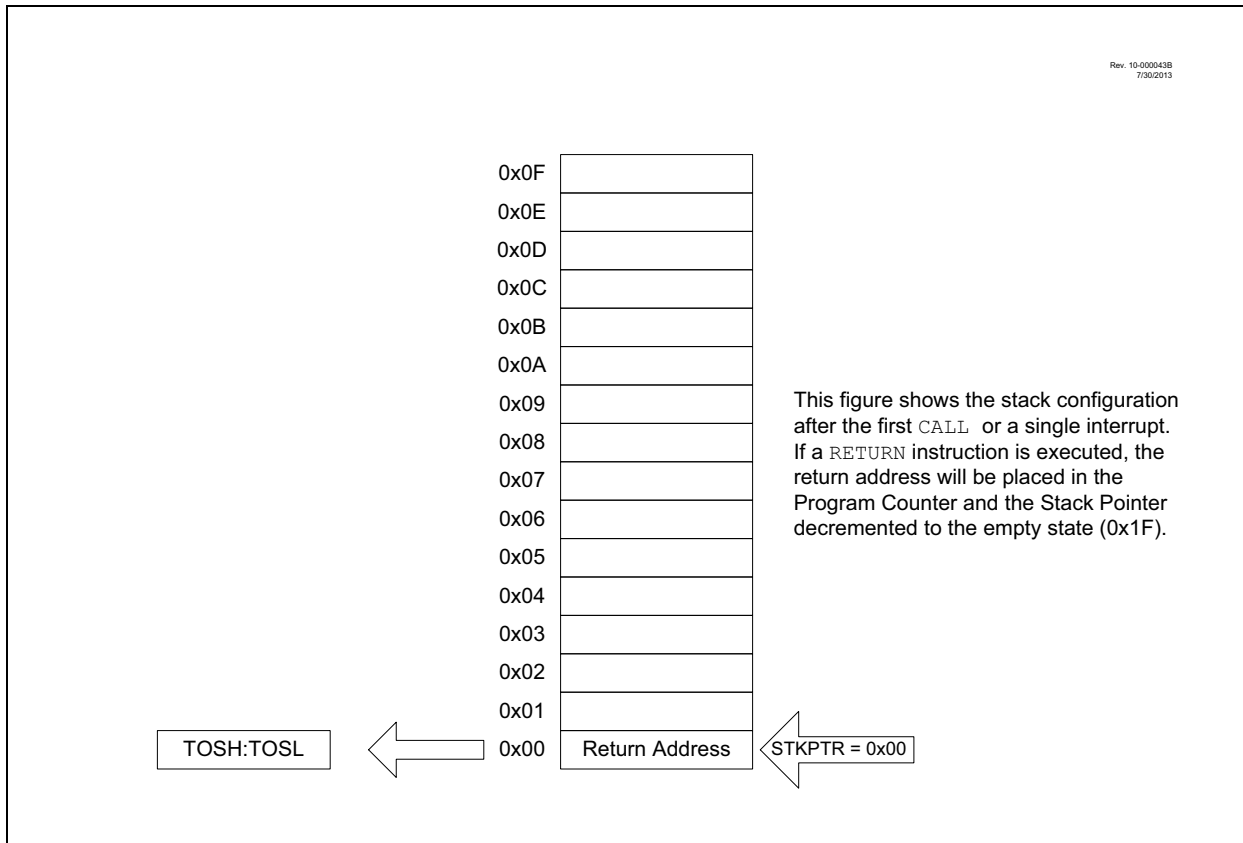 Rev. 10-000043B
7/30/2013
0x0F
0x0E
0x0D
0x0C
0x0B
0x0A
0x09
0x08
0x07
0x06
0x05
0x04
0x03
0x02
0x01
This figure shows the stack configuration
after the first CALL or a single interrupt.
If a RETURN instruction is executed, the
return address will be placed in the
Program Counter and the Stack Pointer
decremented to the empty state (0x1F).
TOSH:TOSL
0x00
Return Address
STKPTR = 0x00